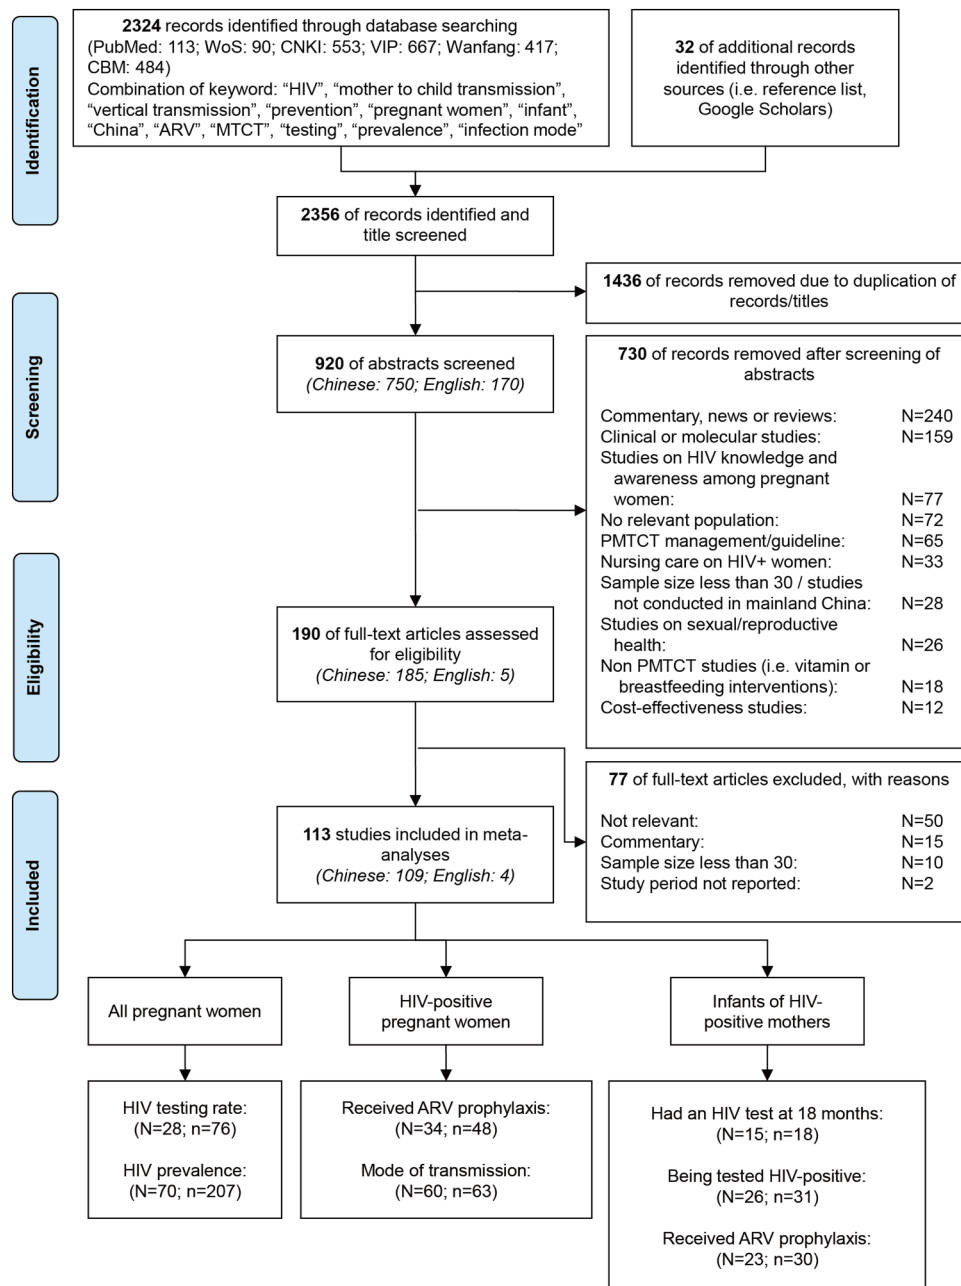 Identification
2324 records identified through database searching
(PubMed: 113; WoS: 90; CNKI: 553; VIP: 667; Wanfang: 417;
CBM: 484)
Combination of keyword: “HIV”, “mother to child transmission”,
“vertical transmission”, “prevention”, “pregnant women”, “infant”,
“China”, “ARV”, “MTCT”, “testing”, “prevalence”, “infection mode”
32 of additional records
identified through other
sources (i.e. reference list,
Google Scholars)
2356 of records identified and
title screened
1436 of records removed due to duplication of
records/titles
Screening
920 of abstracts screened
(Chinese: 750; English: 170)
730 of records removed after screening of
abstracts
Commentary, news or reviews: N=240
Clinical or molecular studies: N=159
Studies on HIV knowledge and
awareness among pregnant
women: N=77
No relevant population: N=72
PMTCT management/guideline: N=65
Nursing care on HIV+ women: N=33
Sample size less than 30 / studies
not conducted in mainland China: N=28
Studies on sexual/reproductive
health: N=26
Non PMTCT studies (i.e. vitamin or
breastfeeding interventions): N=18
Cost-effectiveness studies: N=12
Eligibility
190 of full-text articles assessed
for eligibility
(Chinese: 185; English: 5)
77 of full-text articles excluded, with reasons
Not relevant: N=50
Commentary: N=15
Sample size less than 30: N=10
Study period not reported: N=2
Included
113 studies included in meta-
analyses
(Chinese: 109; English: 4)
All pregnant women
HIV-positive
pregnant women
Infants of HIV-
positive mothers
HIV testing rate:
(N=28; n=76)
HIV prevalence:
(N=70; n=207)
Received ARV prophylaxis:
(N=34; n=48)
Mode of transmission:
(N=60; n=63)
Had an HIV test at 18 months:
(N=15; n=18)
Being tested HIV-positive:
(N=26; n=31)
Received ARV prophylaxis:
(N=23; n=30)